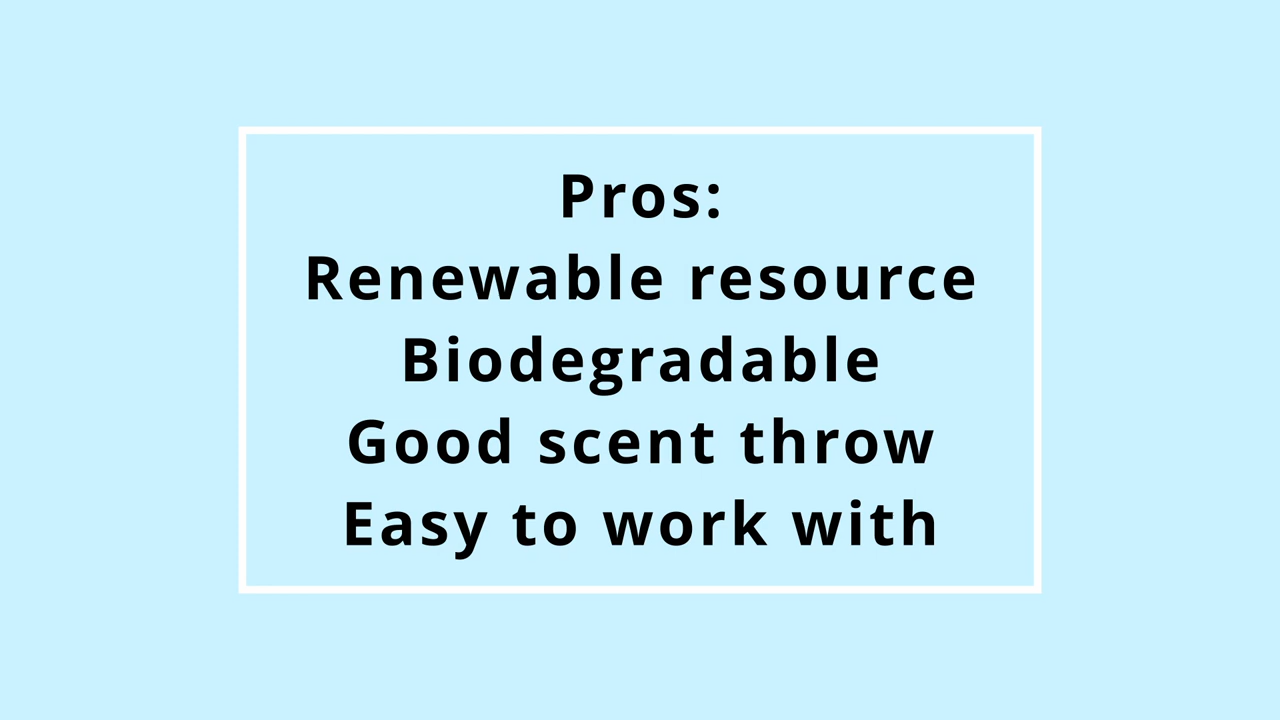 Pros:
Renewable resource
Biodegradable
Good scent throw
Easy to work with